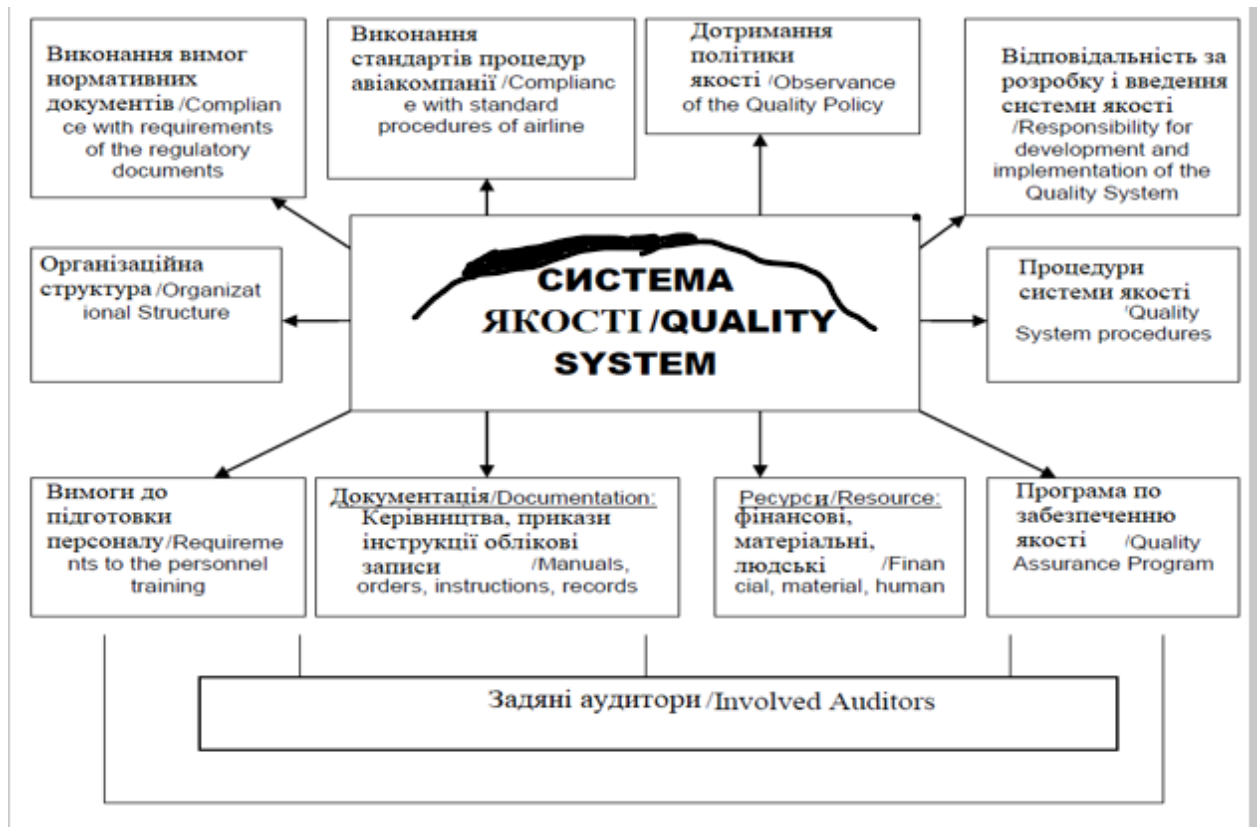 Виконання вимог
нормативних
документів /Complian
ce with requirements
of the regulatory
documents
Виконання
стандартів процедур
авіакомпанії /Complianc
e with standard
procedures of airline
Дотримання
політики
якості /Observance
of the Quality Policy
Відповідальність за
розробку і введення
системи якості
/Responsibility for
development and
implementation of the
Quality System
Організаційна
структура /Organizat
ional Structure
СИСТЕМА
ЯКОСТІ /QUALITY
SYSTEM
Процедури
системи якості
/Quality
System procedures
Вимоги до
підготовки
персоналу/Requireme
nts to the personnel
training
Документація/Documentation:
Керівництва, прикази
інструкції облікові
записи /Manuals,
orders, instructions, records
Ресурси/Resource:
фінансові,
матеріальні,
людські /Finan
cial, material, human
Програма по
забезпеченню
якості /Quality
Assurance Program
Задяні аудитори /Involved Auditors